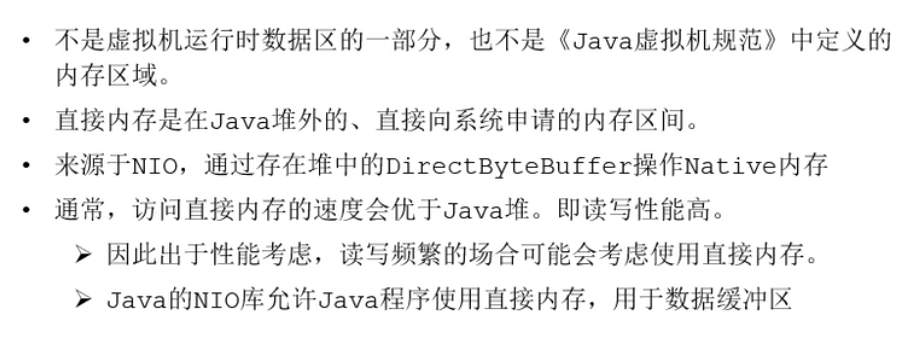 • 不是虚拟机运行时数据区的一部分，也不是《Java虚拟机规范》中定义的
内存区域。
• 直接内存是在Java堆外的、直接向系统申请的内存区间。
• 来源于NIO，通过存在堆中的DirectByteBuffer操作Native内存
• 通常，访问直接内存的速度会优于Java堆。即读写性能高。
➢ 因此出于性能考虑，读写频繁的场合可能会考虑使用直接内存。
➢ Java的NIO库允许Java程序使用直接内存，用于数据缓冲区